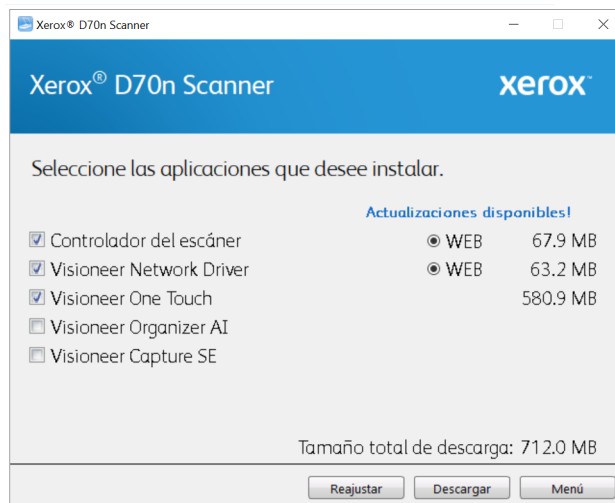 Xerox® D70n Scanner
Xerox® D70n Scanner
xerox™
Seleccione las aplicaciones que desee instalar.
Actualizaciones disponibles!
Controlador del escáner WEB 67.9 MB
Visioneer Network Driver WEB 63.2 MB
Visioneer One Touch 580.9 MB
Visioneer Organizer AI
Visioneer Capture SE
Tamaño total de descarga: 712.0 MB
Reajustar Descargar Menú